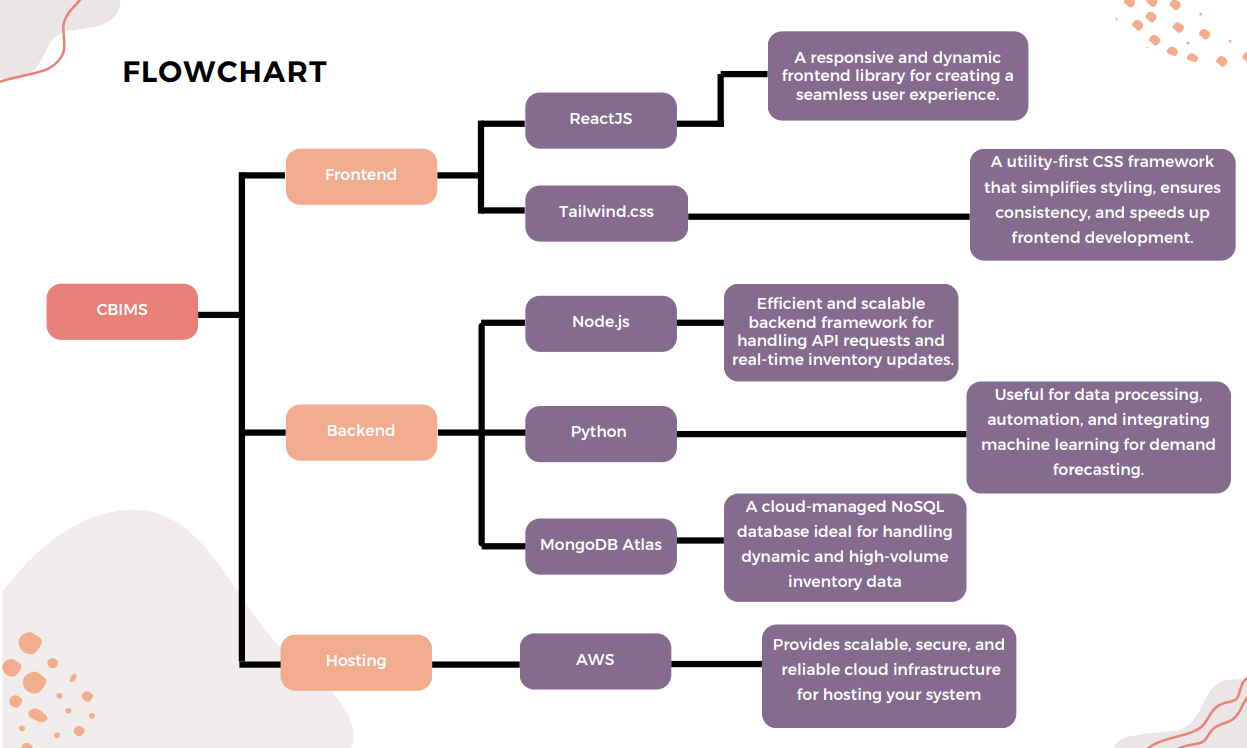 FLOWCHART
A responsive and dynamic
frontend library for creating a
seamless user experience.
ReactJS
Frontend
A utility-first CSS framework
that simplifies styling, ensures
consistency, and speeds up
frontend development.
Tailwind.css
CBIMS
Efficient and scalable
backend framework for
handling API requests and
real-time inventory updates.
Node.js
Backend
Python
Useful for data processing,
automation, and integrating
machine learning for demand
forecasting.
MongoDB Atlas
A cloud-managed NoSQL
database ideal for handling
dynamic and high-volume
inventory data
Hosting
AWS
Provides scalable, secure, and
reliable cloud infrastructure
for hosting your system